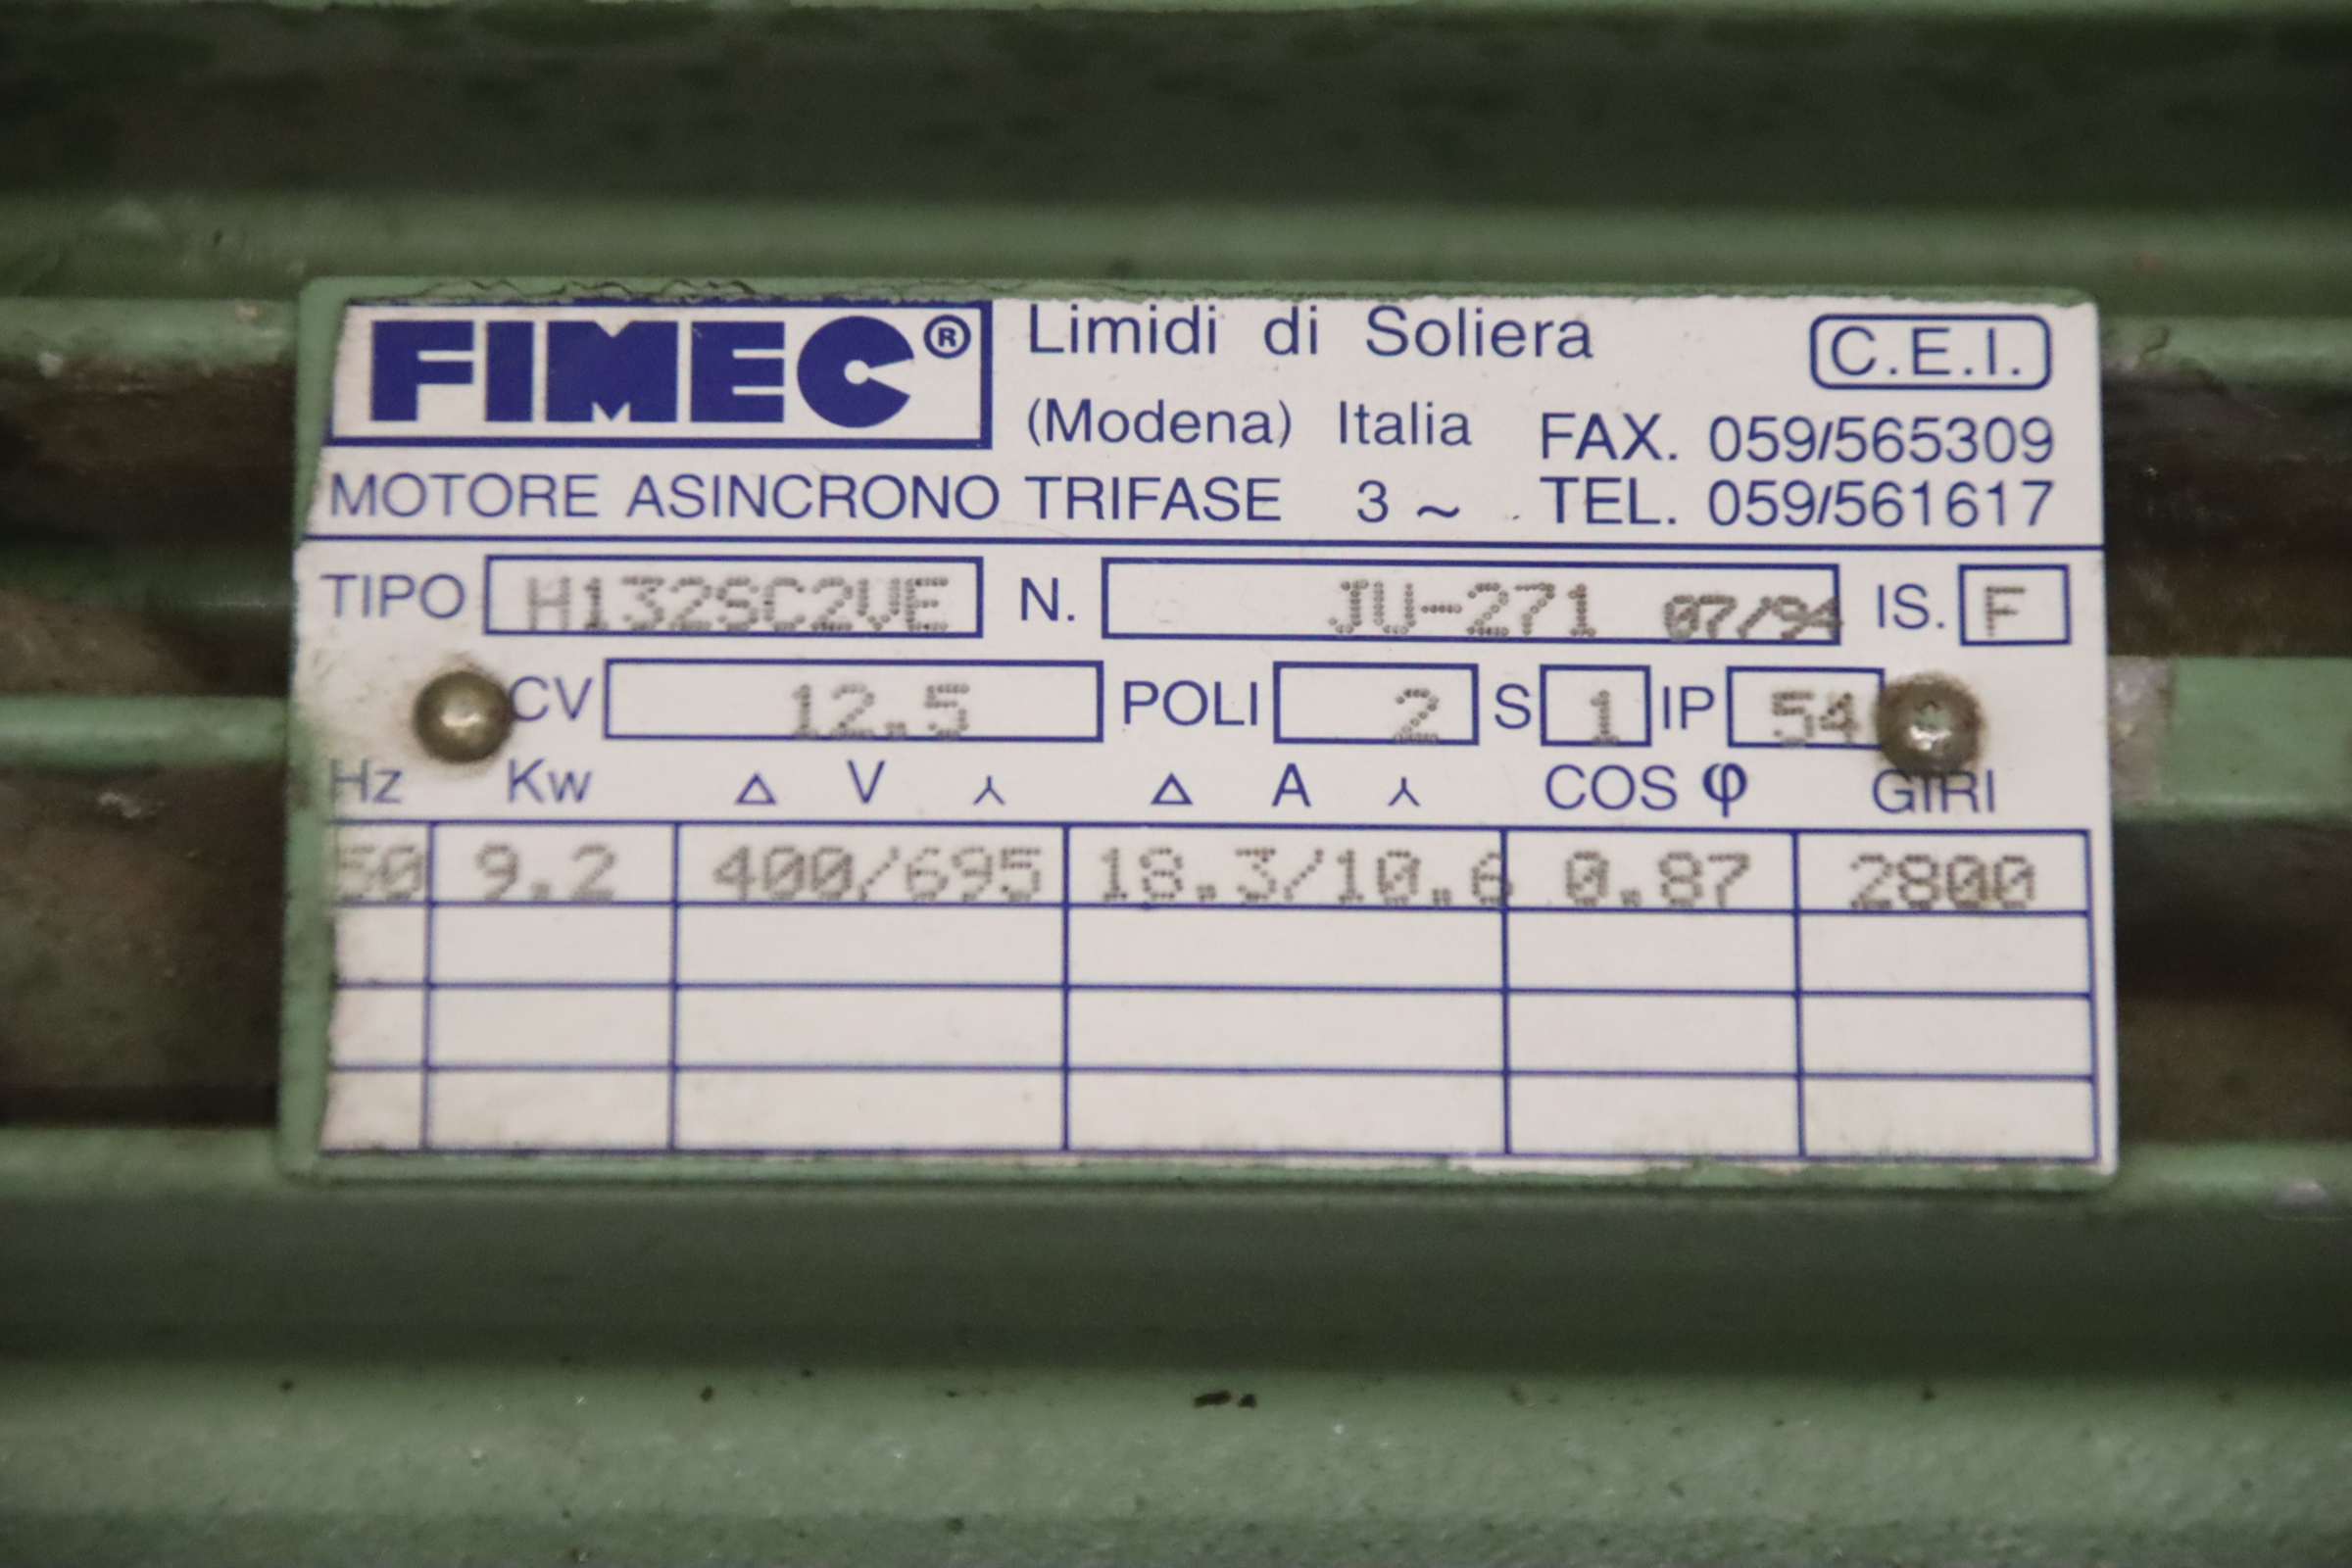 FIMEC® Limidi di Soliera C.E.I.
(Modena) Italia FAX. 059/565309
MOTORE ASINCRONO TRIFASE 3 ~ TEL. 059/561617
TIPO H132SC2VE N. JU-271 07/94 IS. F
CV 12.5 POLI 2 S 1 IP 54
Hz Kw Δ V ⅄ Δ A ⅄ COS φ GIRI
50 9.2 400/695 18.3/10.6 0.87 2800